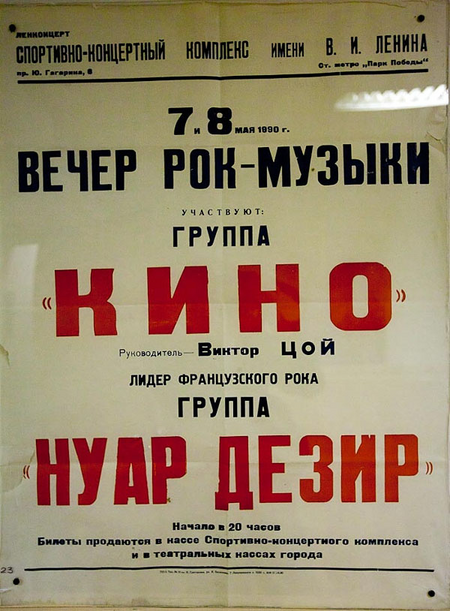 ЛЕНКОНЦЕРТ
СПОРТИВНО-КОНЦЕРТНЫЙ КОМПЛЕКС ИМЕНИ В. И. ЛЕНИНА
пр. Ю. Гагарина, 8 Ст. метро „Парк Победы"
7 и 8 МАЯ 1990 г.
ВЕЧЕР РОК-МУЗЫКИ
УЧАСТВУЮТ:
ГРУППА
«КИНО»
Руководитель — Виктор ЦОЙ
ЛИДЕР ФРАНЦУЗСКОГО РОКА
ГРУППА
«НУАР ДЕЗИР»
Начало в 20 часов
Билеты продаются в кассе Спортивно-концертного комплекса
и в театральных кассах города
23